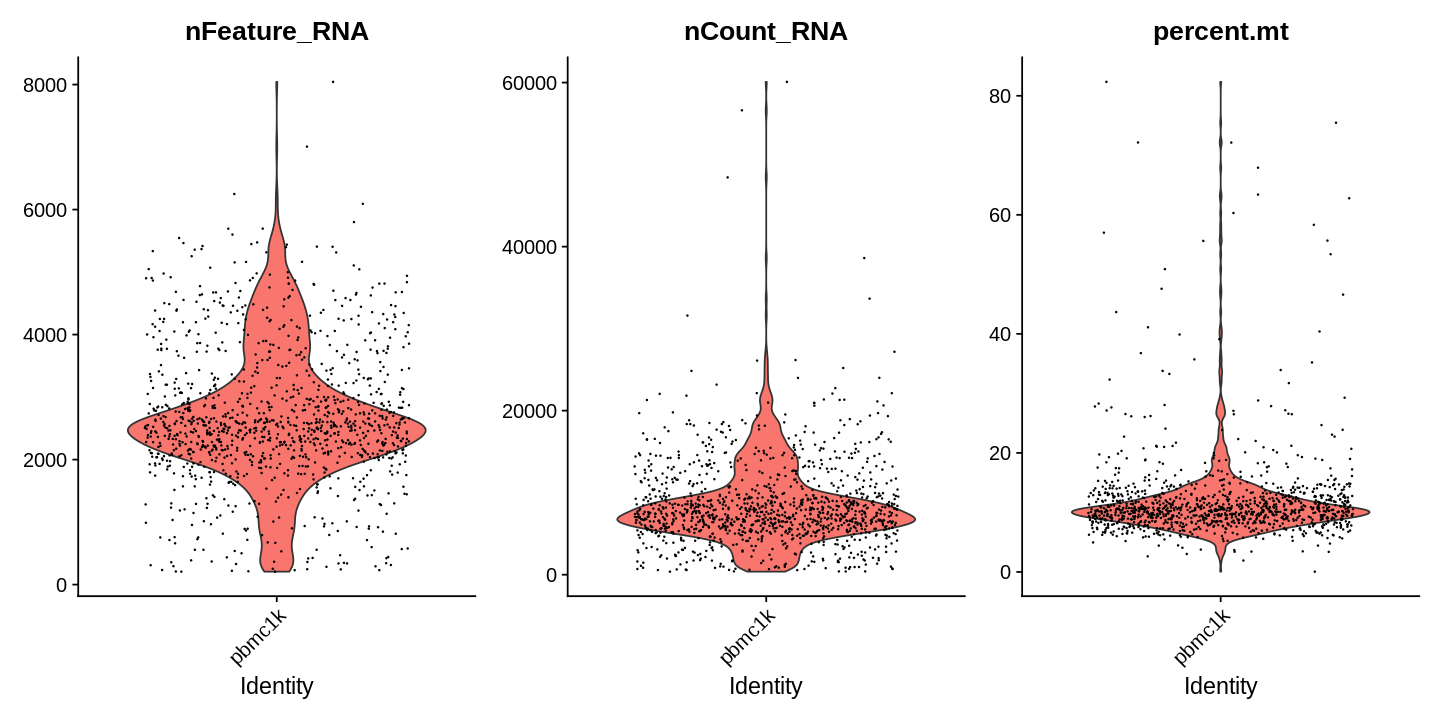 nFeature_RNA
8000
6000
4000
2000
0
pbmc1k
Identity
nCount_RNA
60000
40000
20000
0
pbmc1k
Identity
percent.mt
80
60
40
20
0
pbmc1k
Identity